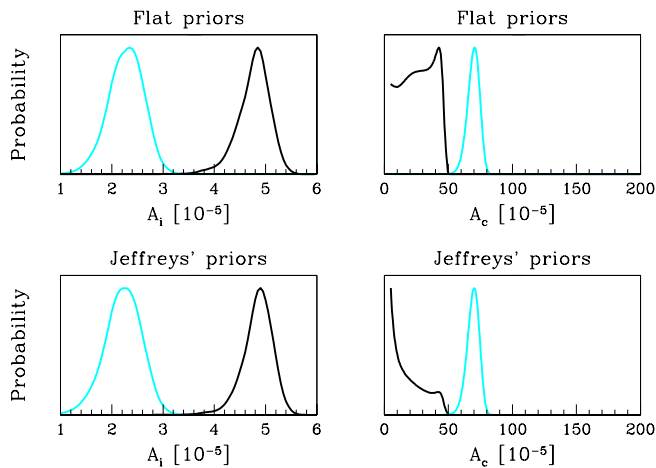 Flat priors
Flat priors
Probability
1 2 3 4 5 6
0 50 100 150 200
A_i [10^-5]
A_c [10^-5]
Jeffreys' priors
Jeffreys' priors
Probability
1 2 3 4 5 6
0 50 100 150 200
A_i [10^-5]
A_c [10^-5]